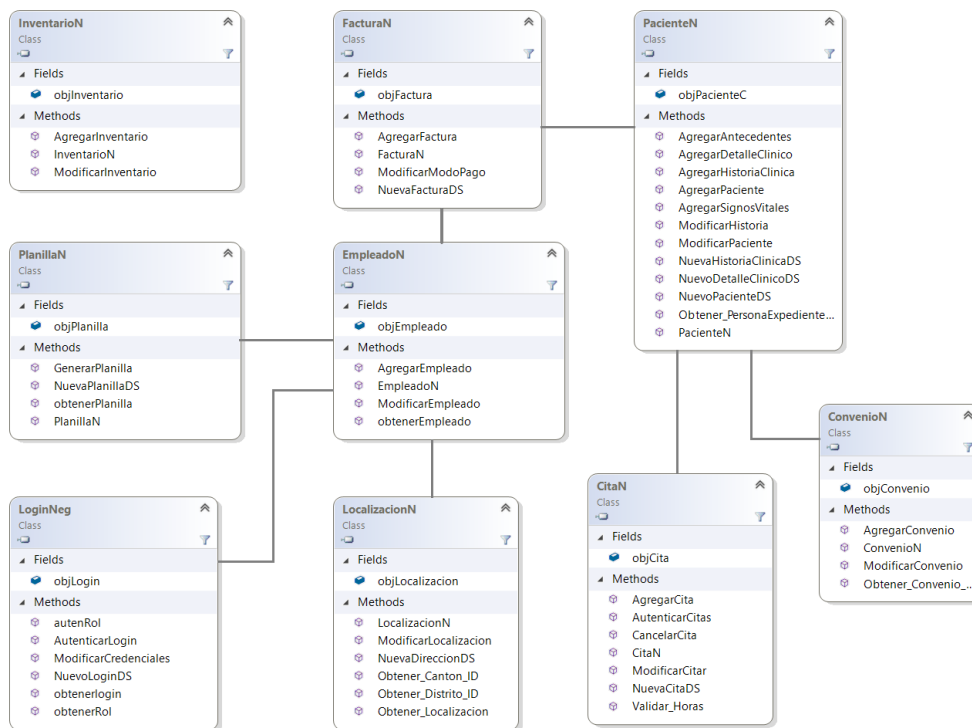 InventarioN
Class
Fields
objInventario
Methods
AgregarInventario
InventarioN
ModificarInventario
FacturaN
Class
Fields
objFactura
Methods
AgregarFactura
FacturaN
ModificarModoPago
NuevaFacturaDS
PacienteN
Class
Fields
objPacienteC
Methods
AgregarAntecedentes
AgregarDetalleClinico
AgregarHistoriaClinica
AgregarPaciente
AgregarSignosVitales
ModificarHistoria
ModificarPaciente
NuevaHistoriaClinicaDS
NuevoDetalleClinicoDS
NuevoPacienteDS
Obtener_PersonaExpediente...
PacienteN
PlanillaN
Class
Fields
objPlanilla
Methods
GenerarPlanilla
NuevaPlanillaDS
obtenerPlanilla
PlanillaN
EmpleadoN
Class
Fields
objEmpleado
Methods
AgregarEmpleado
EmpleadoN
ModificarEmpleado
obtenerEmpleado
ConvenioN
Class
Fields
objConvenio
Methods
AgregarConvenio
ConvenioN
ModificarConvenio
Obtener_Convenio_...
LoginNeg
Class
Fields
objLogin
Methods
autenRol
AutenticarLogin
ModificarCredenciales
NuevoLoginDS
obtenerlogin
obtenerRol
LocalizacionN
Class
Fields
objLocalizacion
Methods
LocalizacionN
ModificarLocalizacion
NuevaDireccionDS
Obtener_Canton_ID
Obtener_Distrito_ID
Obtener_Localizacion
CitaN
Class
Fields
objCita
Methods
AgregarCita
AutenticarCitas
CancelarCita
CitaN
ModificarCitar
NuevaCitaDS
Validar_Horas